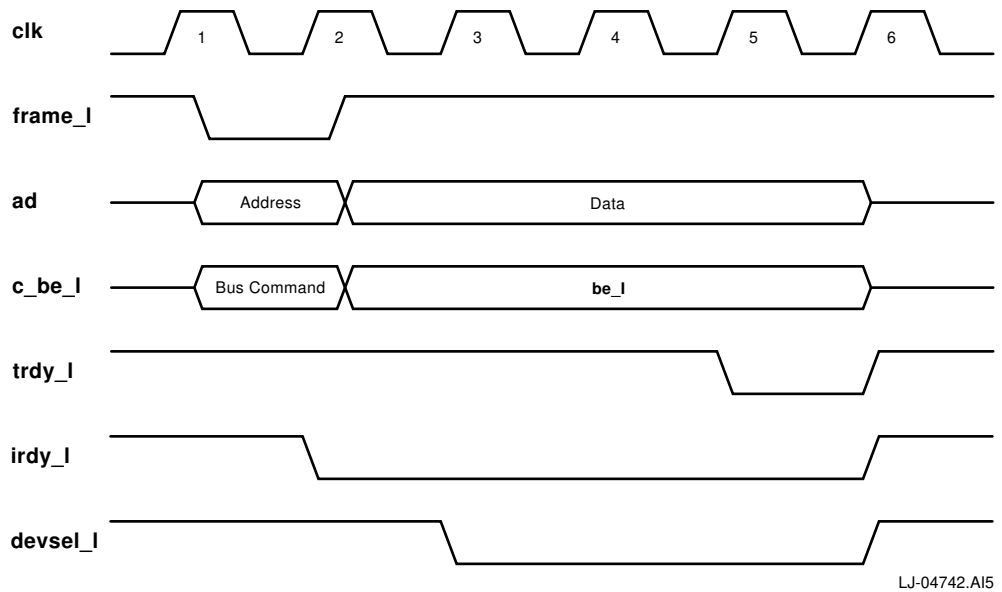 clk
1 2 3 4 5 6
frame_l
ad
Address Data
c_be_l
Bus Command be_l
trdy_l
irdy_l
devsel_l
LJ-04742.AI5